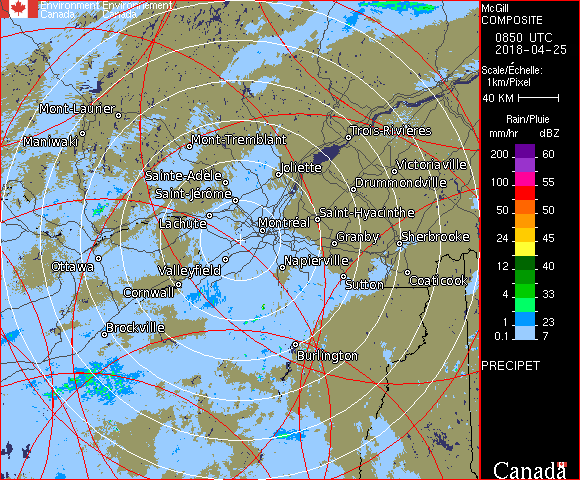 Environment Environnement
Canada Canada
McGill
COMPOSITE
0850 UTC
2018-04-25
Scale/Échelle:
1km/Pixel
40 KM
Rain/Pluie
mm/hr dBZ
200 60
100 55
50 50
24 45
12 40
4 33
1 23
0.1 7
PRECIPET
Canada
Mont-Laurier
Maniwaki
Mont-Tremblant
Trois-Rivières
Joliette
Victoriaville
Sainte-Adèle
Drummondville
Saint-Jérôme
Lachute
Saint-Hyacinthe
Montréal
Granby
Sherbrooke
Ottawa
Valleyfield
Napierville
Coaticook
Cornwall
Sutton
Brockville
Burlington